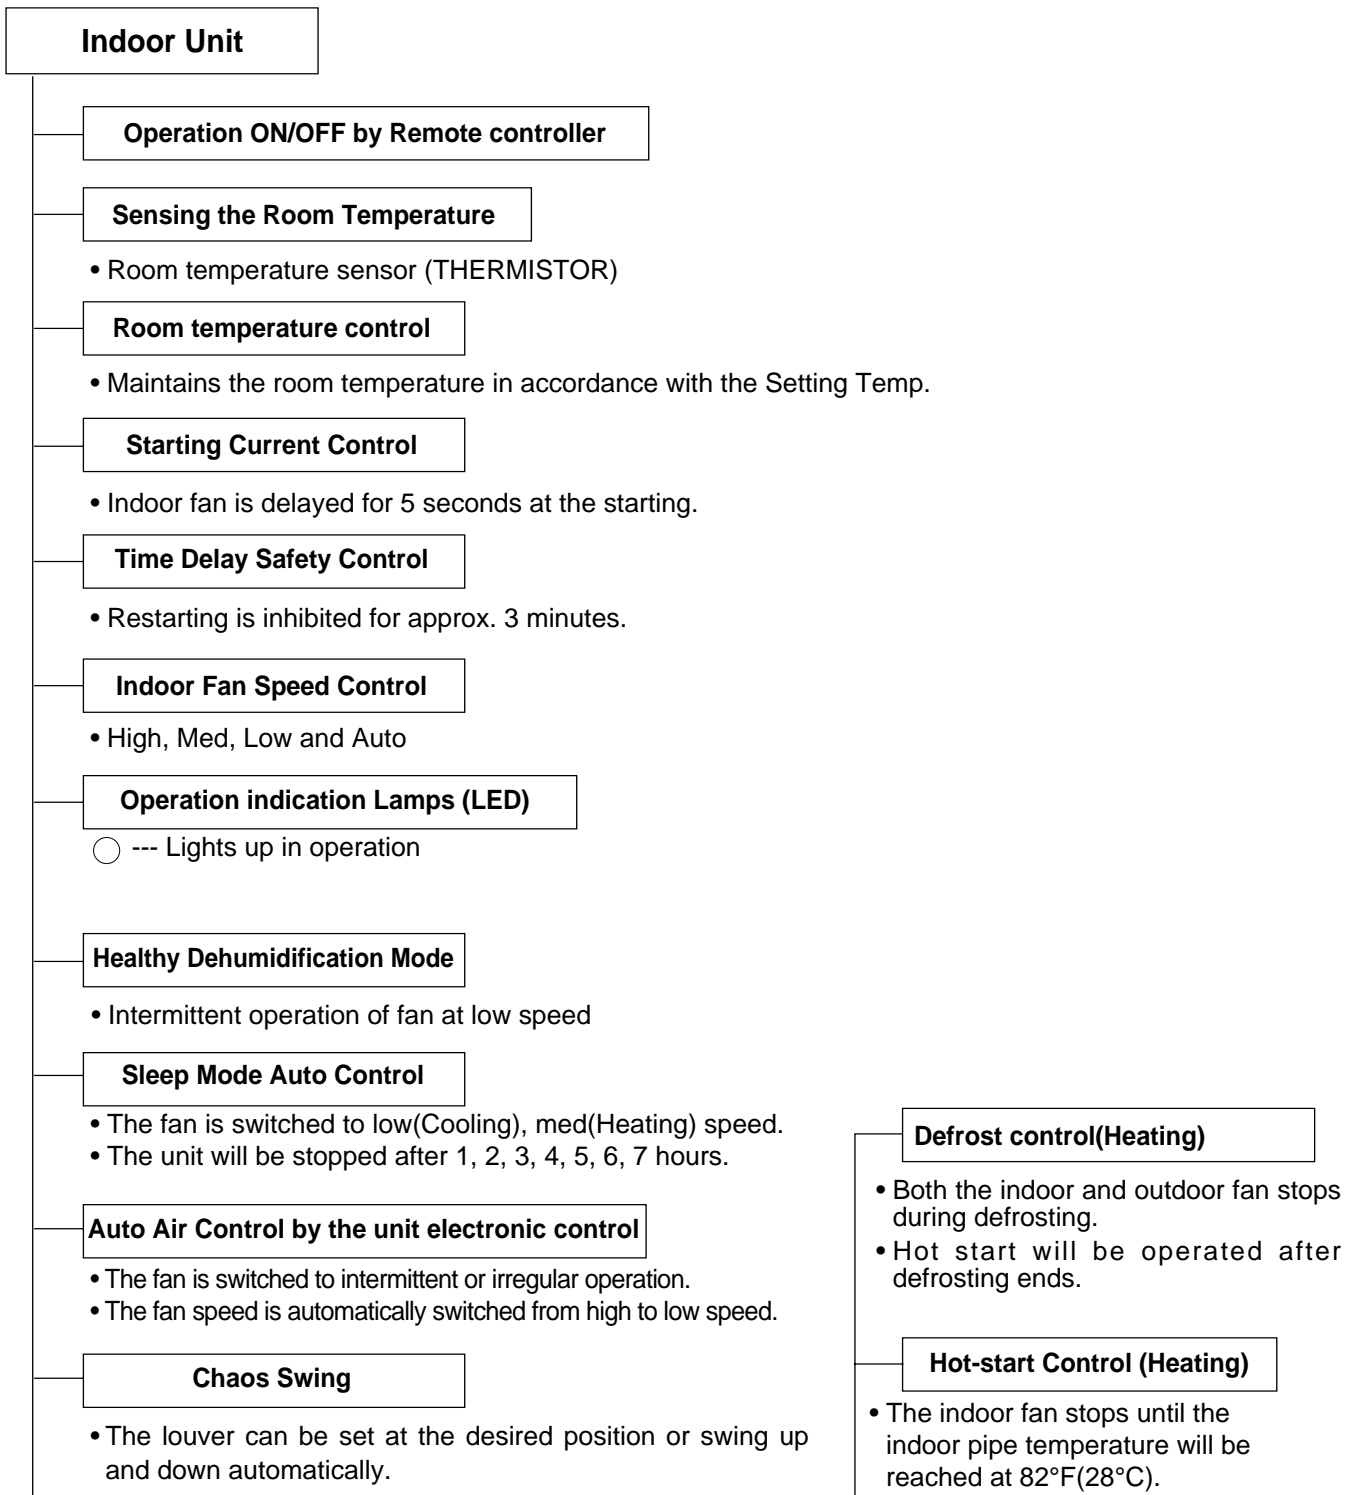 Indoor Unit
Operation ON/OFF by Remote controller
Sensing the Room Temperature
• Room temperature sensor (THERMISTOR)
Room temperature control
• Maintains the room temperature in accordance with the Setting Temp.
Starting Current Control
• Indoor fan is delayed for 5 seconds at the starting.
Time Delay Safety Control
• Restarting is inhibited for approx. 3 minutes.
Indoor Fan Speed Control
• High, Med, Low and Auto
Operation indication Lamps (LED)
--- Lights up in operation
Healthy Dehumidification Mode
• Intermittent operation of fan at low speed
Sleep Mode Auto Control
• The fan is switched to low(Cooling), med(Heating) speed.
• The unit will be stopped after 1, 2, 3, 4, 5, 6, 7 hours.
Auto Air Control by the unit electronic control
• The fan is switched to intermittent or irregular operation.
• The fan speed is automatically switched from high to low speed.
Chaos Swing
• The louver can be set at the desired position or swing up
and down automatically.
Defrost control(Heating)
• Both the indoor and outdoor fan stops
during defrosting.
• Hot start will be operated after
defrosting ends.
Hot-start Control (Heating)
• The indoor fan stops until the
indoor pipe temperature will be
reached at 82°F(28°C).